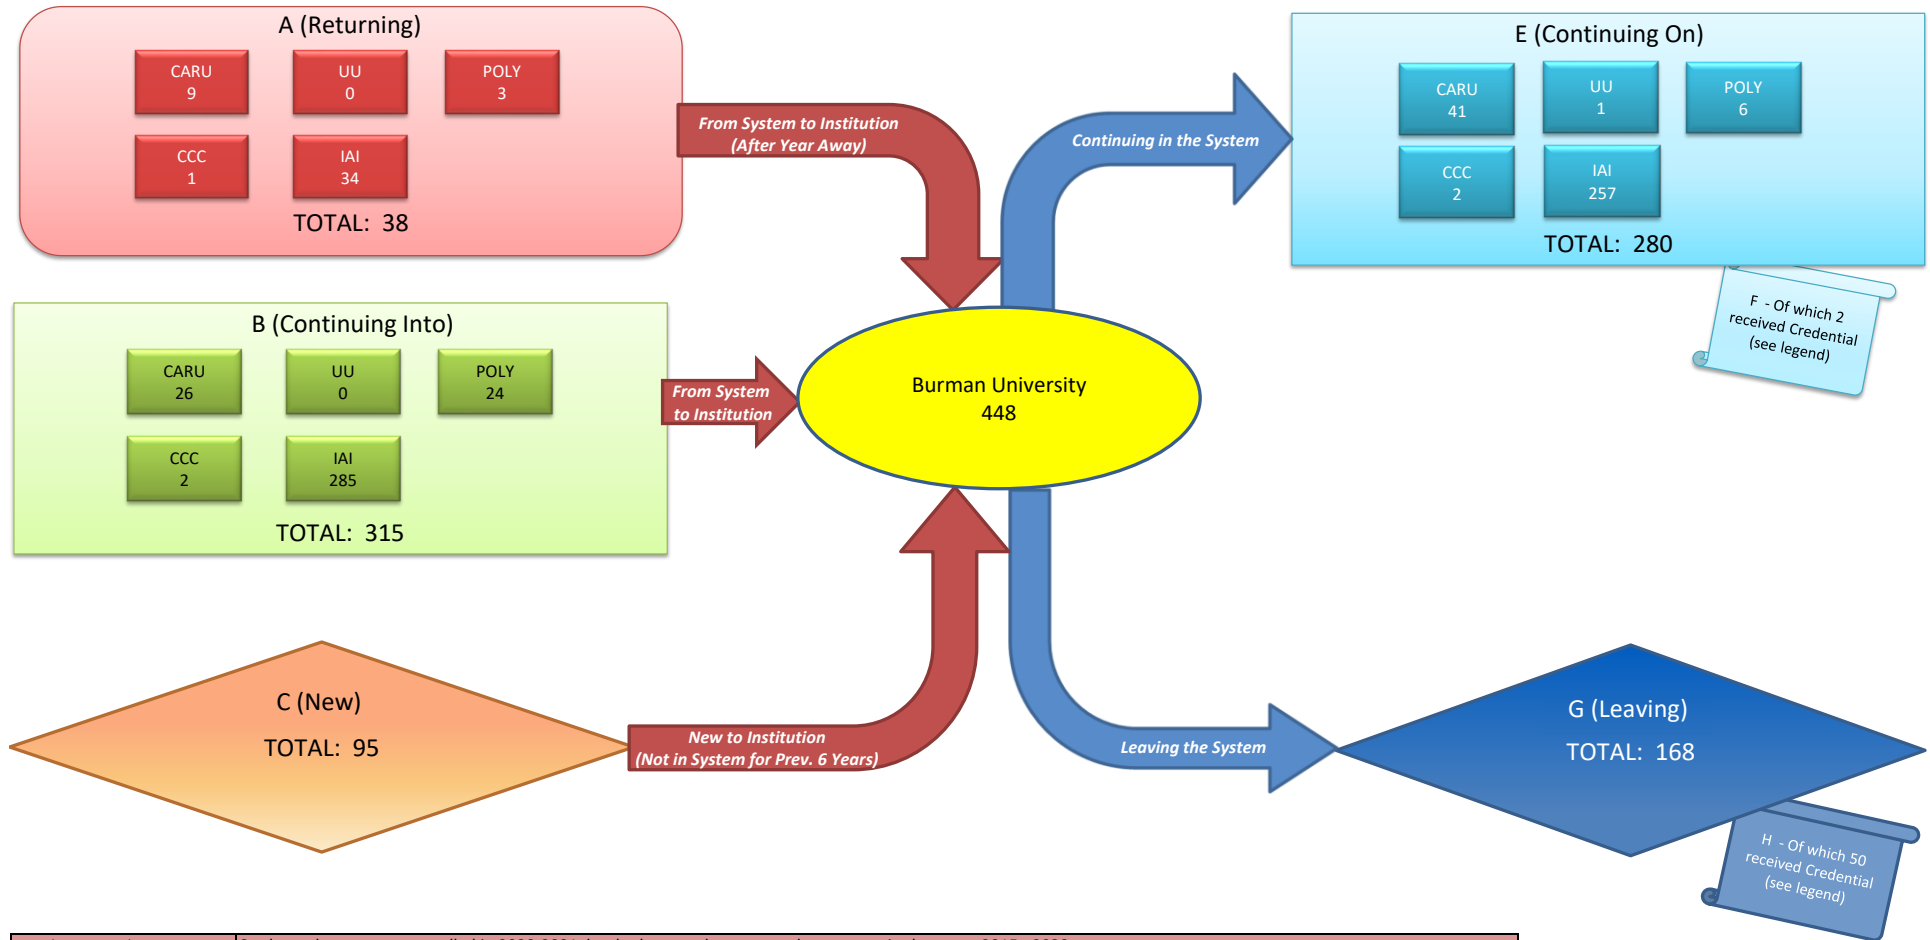 A (Returning)
CARU
9
UU
0
POLY
3
CCC
1
IAI
34
TOTAL: 38
From System to Institution
(After Year Away)
B (Continuing Into)
CARU
26
UU
0
POLY
24
CCC
2
IAI
285
TOTAL: 315
From System
to Institution
C (New)
TOTAL: 95
New to Institution
(Not in System for Prev. 6 Years)
Burman University
448
Continuing in the System
E (Continuing On)
CARU
41
UU
1
POLY
6
CCC
2
IAI
257
TOTAL: 280
F - Of which 2
received Credential
(see legend)
Leaving the System
G (Leaving)
TOTAL: 168
H - Of which 50
received Credential
(see legend)